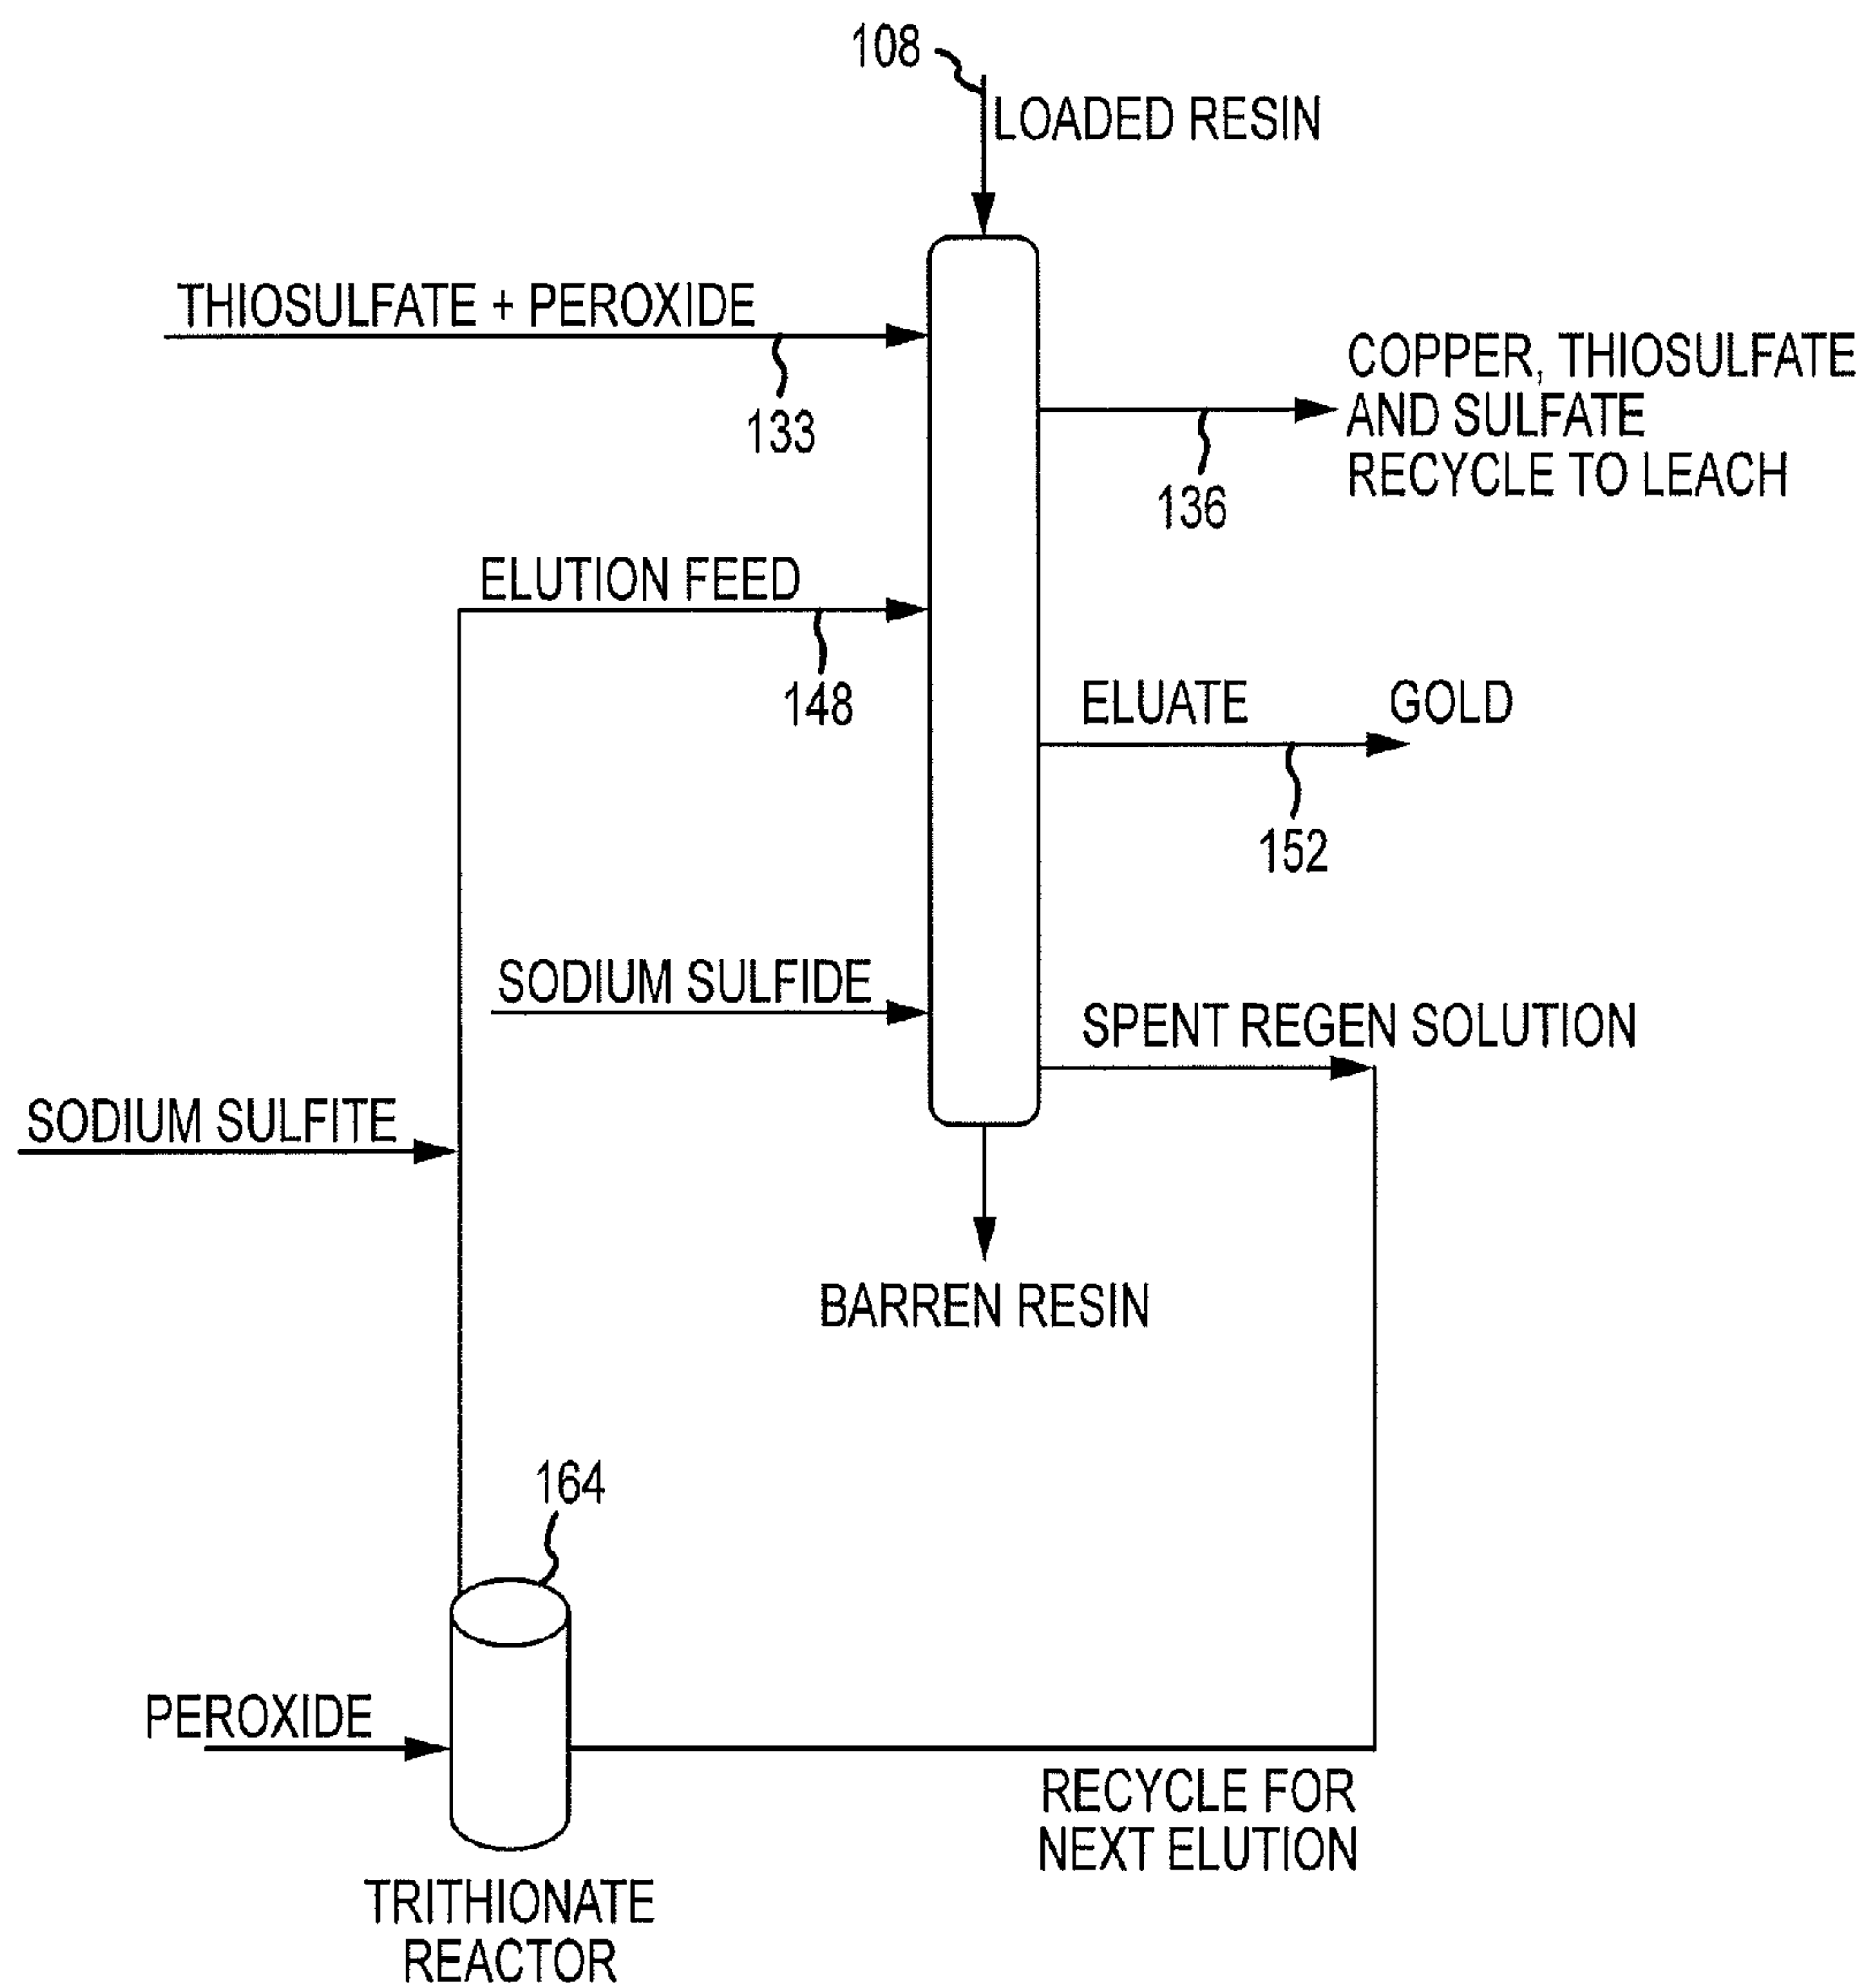 108
LOADED RESIN
THIOSULFATE + PEROXIDE
133
COPPER, THIOSULFATE
AND SULFATE
RECYCLE TO LEACH
136
ELUTION FEED
148
ELUATE
GOLD
152
SODIUM SULFIDE
SPENT REGEN SOLUTION
SODIUM SULFITE
BARREN RESIN
164
PEROXIDE
RECYCLE FOR
NEXT ELUTION
TRITHIONATE
REACTOR